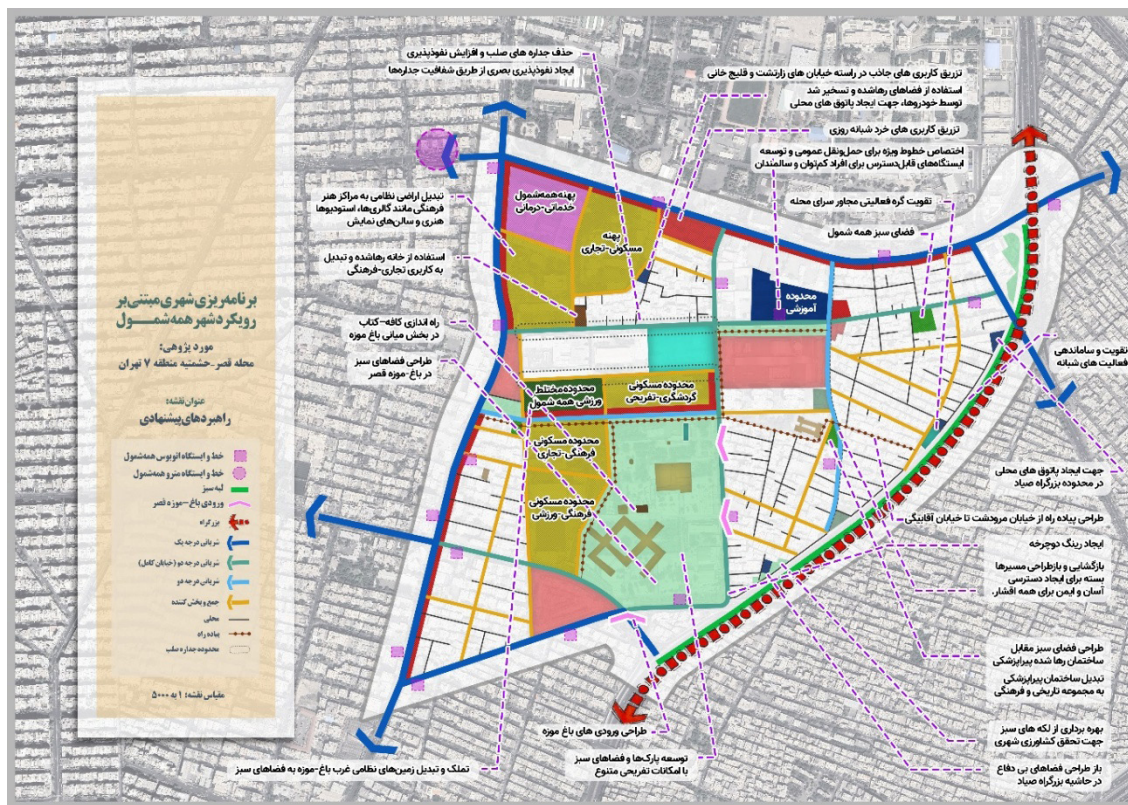 برنامه‌ریزی شهری مبتنی بر
رویکرد شهر همه‌شمول
مورد پژوهی:
محله قصر-حشمتیه منطقه ۷ تهران
عنوان نقشه:
راهبردهای پیشنهادی
خط و ایستگاه اتوبوس همه‌شمول
خط و ایستگاه مترو همه‌شمول
لبه سبز
ورودی باغ-موزه قصر
بزرگراه
شریانی درجه یک
شریانی درجه دو (خیابان کامل)
شریانی درجه دو
جمع و پخش کننده
محلی
پیاده راه
محدوده جداره صلب
مقیاس نقشه: ۱ به ۵۰۰۰
حذف جداره های صلب و افزایش نفوذپذیری
ایجاد نفوذپذیری بصری از طریق شفافیت جداره‌ها
تزریق کاربری های جاذب در راسته خیابان های زارتشت و قلیچ خانی
استفاده از فضاهای رهاشده و تسخیر شد
توسط خودروها، جهت ایجاد پاتوق های محلی
تزریق کاربری های خرد شبانه روزی
اختصاص خطوط ویژه برای حمل‌ونقل عمومی و توسعه
ایستگاه‌های قابل‌دسترس برای افراد کم‌توان و سالمندان
تقویت گره فعالیتی مجاور سرای محله
فضای سبز همه شمول
تبدیل اراضی نظامی به مراکز هنر
فرهنگی مانند گالری‌ها، استودیوها
هنری و سالن‌های نمایش
استفاده از خانه رهاشده و تبدیل
به کاربری تجاری-فرهنگی
راه اندازی کافه-کتاب
در بخش میانی باغ موزه
طراحی فضاهای سبز
در باغ-موزه قصر
پهنه همه‌شمول
خدماتی-درمانی
پهنه
مسکونی-تجاری
محدوده
آموزشی
محدوده مختلط
ورزشی همه شمول
محدوده مسکونی
گردشگری-تفریحی
محدوده مسکونی
فرهنگی-تجاری
محدوده مسکونی
فرهنگی-ورزشی
تقویت و ساماندهی
فعالیت های شبانه
جهت ایجاد پاتوق های محلی
در محدوده بزرگراه صیاد
طراحی پیاده راه از خیابان مرودشت تا خیابان آقابیگی
ایجاد رینگ دوچرخه
بازگشایی و بازطراحی مسیرها
بسته برای ایجاد دسترسی
آسان و ایمن برای همه اقشار.
طراحی فضای سبز مقابل
ساختمان رها شده پیراپزشکی
تبدیل ساختمان پیراپزشکی
به مجموعه تاریخی و فرهنگی
بهره برداری از لکه های سبز
جهت تحقق کشاورزی شهری
باز طراحی فضاهای بی دفاع
در حاشیه بزرگراه صیاد
طراحی ورودی های باغ موزه
توسعه پارک‌ها و فضاهای سبز
با امکانات تفریحی متنوع
تملک و تبدیل زمین‌های نظامی غرب باغ-موزه به فضاهای سبز